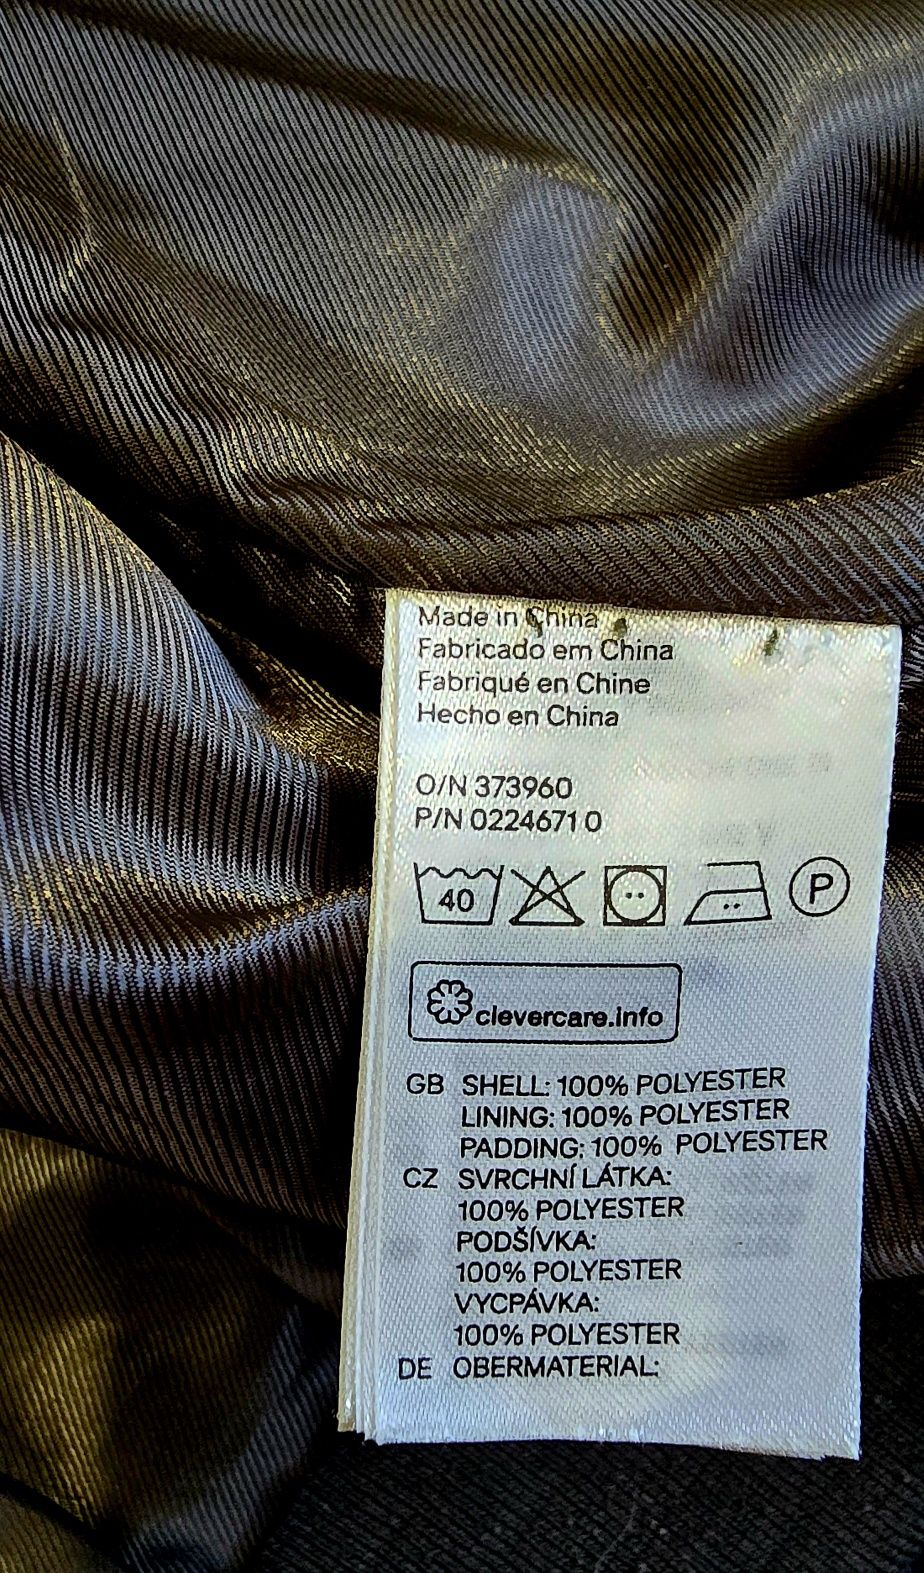 Made in China
Fabricado em China
Fabriqué en Chine
Hecho en China
O/N 373960
P/N 0224671 0
40
P
clevercare.info
GB SHELL: 100% POLYESTER
LINING: 100% POLYESTER
PADDING: 100% POLYESTER
CZ SVRCHNÍ LÁTKA:
100% POLYESTER
PODŠÍVKA:
100% POLYESTER
VYCPÁVKA:
100% POLYESTER
DE OBERMATERIAL: